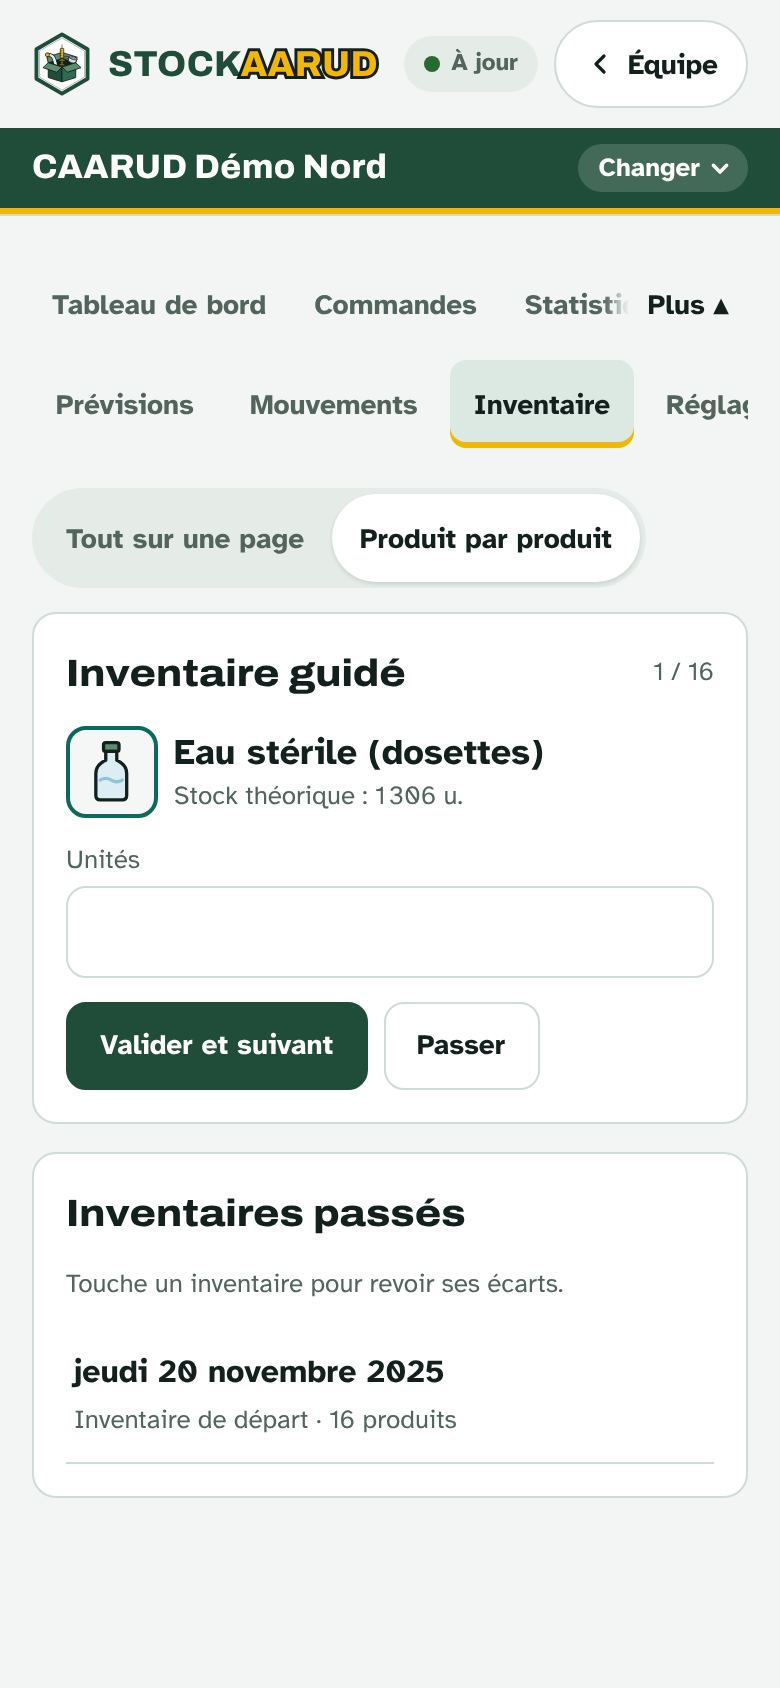 STOCKAARUD
À jour
Équipe
CAARUD Démo Nord
Changer
Tableau de bord
Commandes
Plus ▲
Prévisions
Mouvements
Inventaire
Tout sur une page
Produit par produit
Inventaire guidé
1 / 16
Eau stérile (dosettes)
Stock théorique : 1306 u.
Unités
Valider et suivant
Passer
Inventaires passés
Touche un inventaire pour revoir ses écarts.
jeudi 20 novembre 2025
Inventaire de départ · 16 produits